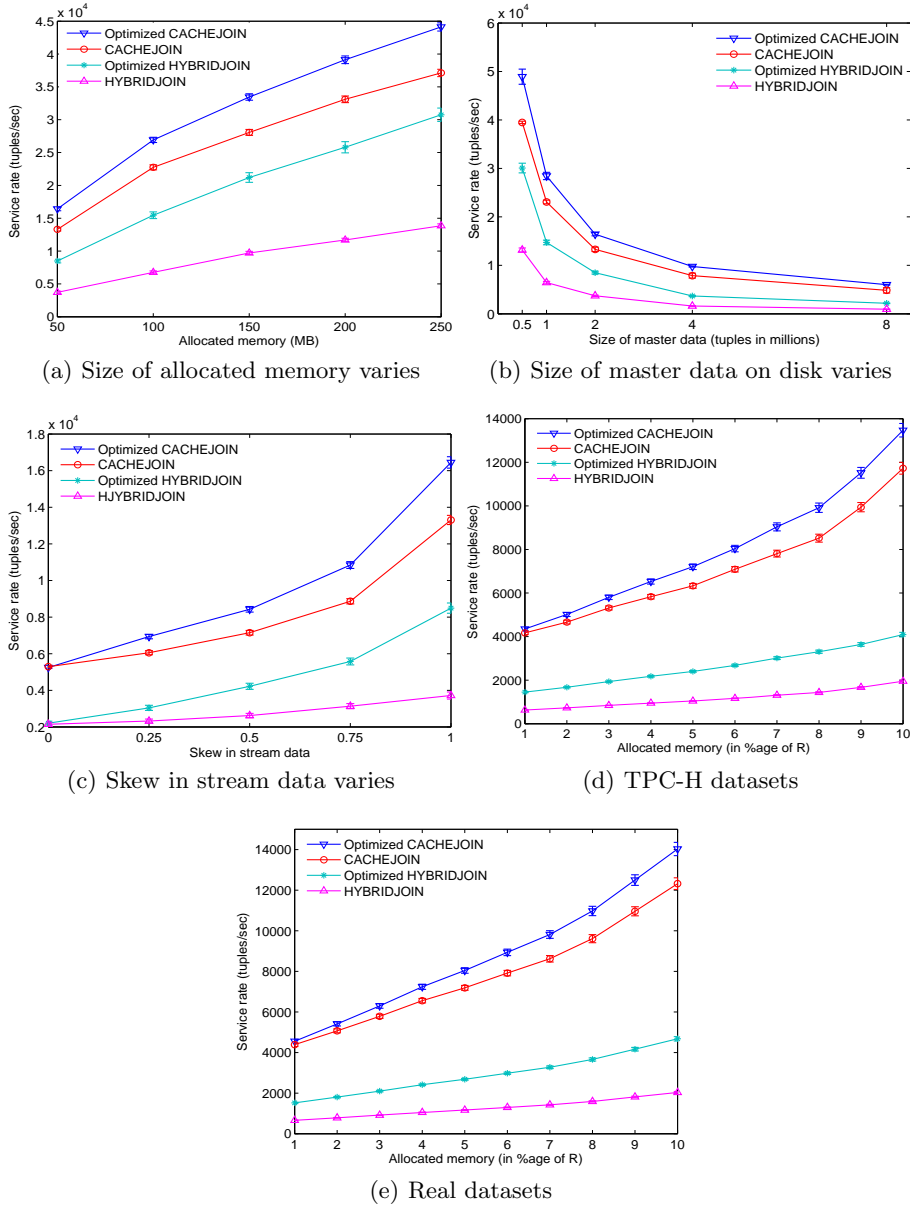 x 10^4
4.5
4
3.5
3
2.5
2
1.5
1
0.5
0
50
100
150
200
250
Service rate (tuples/sec)
Allocated memory (MB)
Optimized CACHEJOIN
CACHEJOIN
Optimized HYBRIDJOIN
HYBRIDJOIN
(a) Size of allocated memory varies
x 10^4
6
5
4
3
2
1
0
0.5
1
2
4
8
Service rate (tuples/sec)
Size of master data (tuples in millions)
Optimized CACHEJOIN
CACHEJOIN
Optimized HYBRIDJOIN
HYBRIDJOIN
(b) Size of master data on disk varies
x 10^4
1.8
1.6
1.4
1.2
1.0
0.8
0.6
0.4
0.2
0
0.25
0.5
0.75
1
Service rate (tuples/sec)
Skew in stream data
Optimized CACHEJOIN
CACHEJOIN
Optimized HYBRIDJOIN
HJYBRIDJOIN
(c) Skew in stream data varies
14000
12000
10000
8000
6000
4000
2000
0
1
2
3
4
5
6
7
8
9
10
Service rate (tuples/sec)
Allocated memory (in %age of R)
Optimized CACHEJOIN
CACHEJOIN
Optimized HYBRIDJOIN
HYBRIDJOIN
(d) TPC-H datasets
14000
12000
10000
8000
6000
4000
2000
0
1
2
3
4
5
6
7
8
9
10
Service rate (tuples/sec)
Allocated memory (in %age of R)
Optimized CACHEJOIN
CACHEJOIN
Optimized HYBRIDJOIN
HYBRIDJOIN
(e) Real datasets